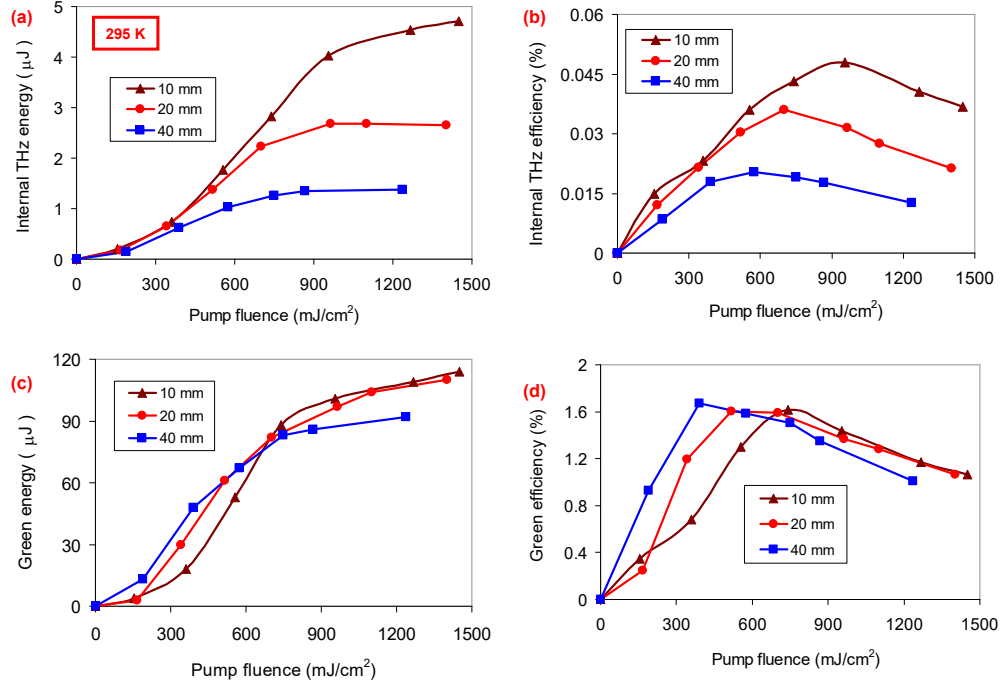 (a)
295 K
10 mm
20 mm
40 mm
Internal THz energy ( μJ)
5
4
3
2
1
0
0 300 600 900 1200 1500
Pump fluence (mJ/cm²)
(b)
10 mm
20 mm
40 mm
Internal THz efficiency (%)
0.06
0.045
0.03
0.015
0
0 300 600 900 1200 1500
Pump fluence (mJ/cm²)
(c)
10 mm
20 mm
40 mm
Green energy ( μJ)
120
90
60
30
0
0 300 600 900 1200 1500
Pump fluence (mJ/cm²)
(d)
10 mm
20 mm
40 mm
Green efficiency (%)
2
1.6
1.2
0.8
0.4
0
0 300 600 900 1200 1500
Pump fluence (mJ/cm²)